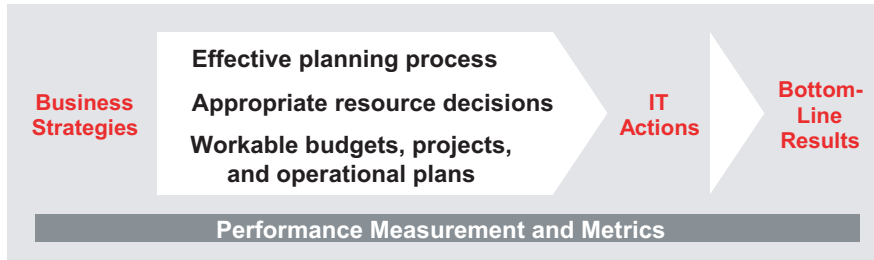 Business
Strategies
Effective planning process
Appropriate resource decisions
Workable budgets, projects,
and operational plans
IT
Actions
Bottom-
Line
Results
Performance Measurement and Metrics